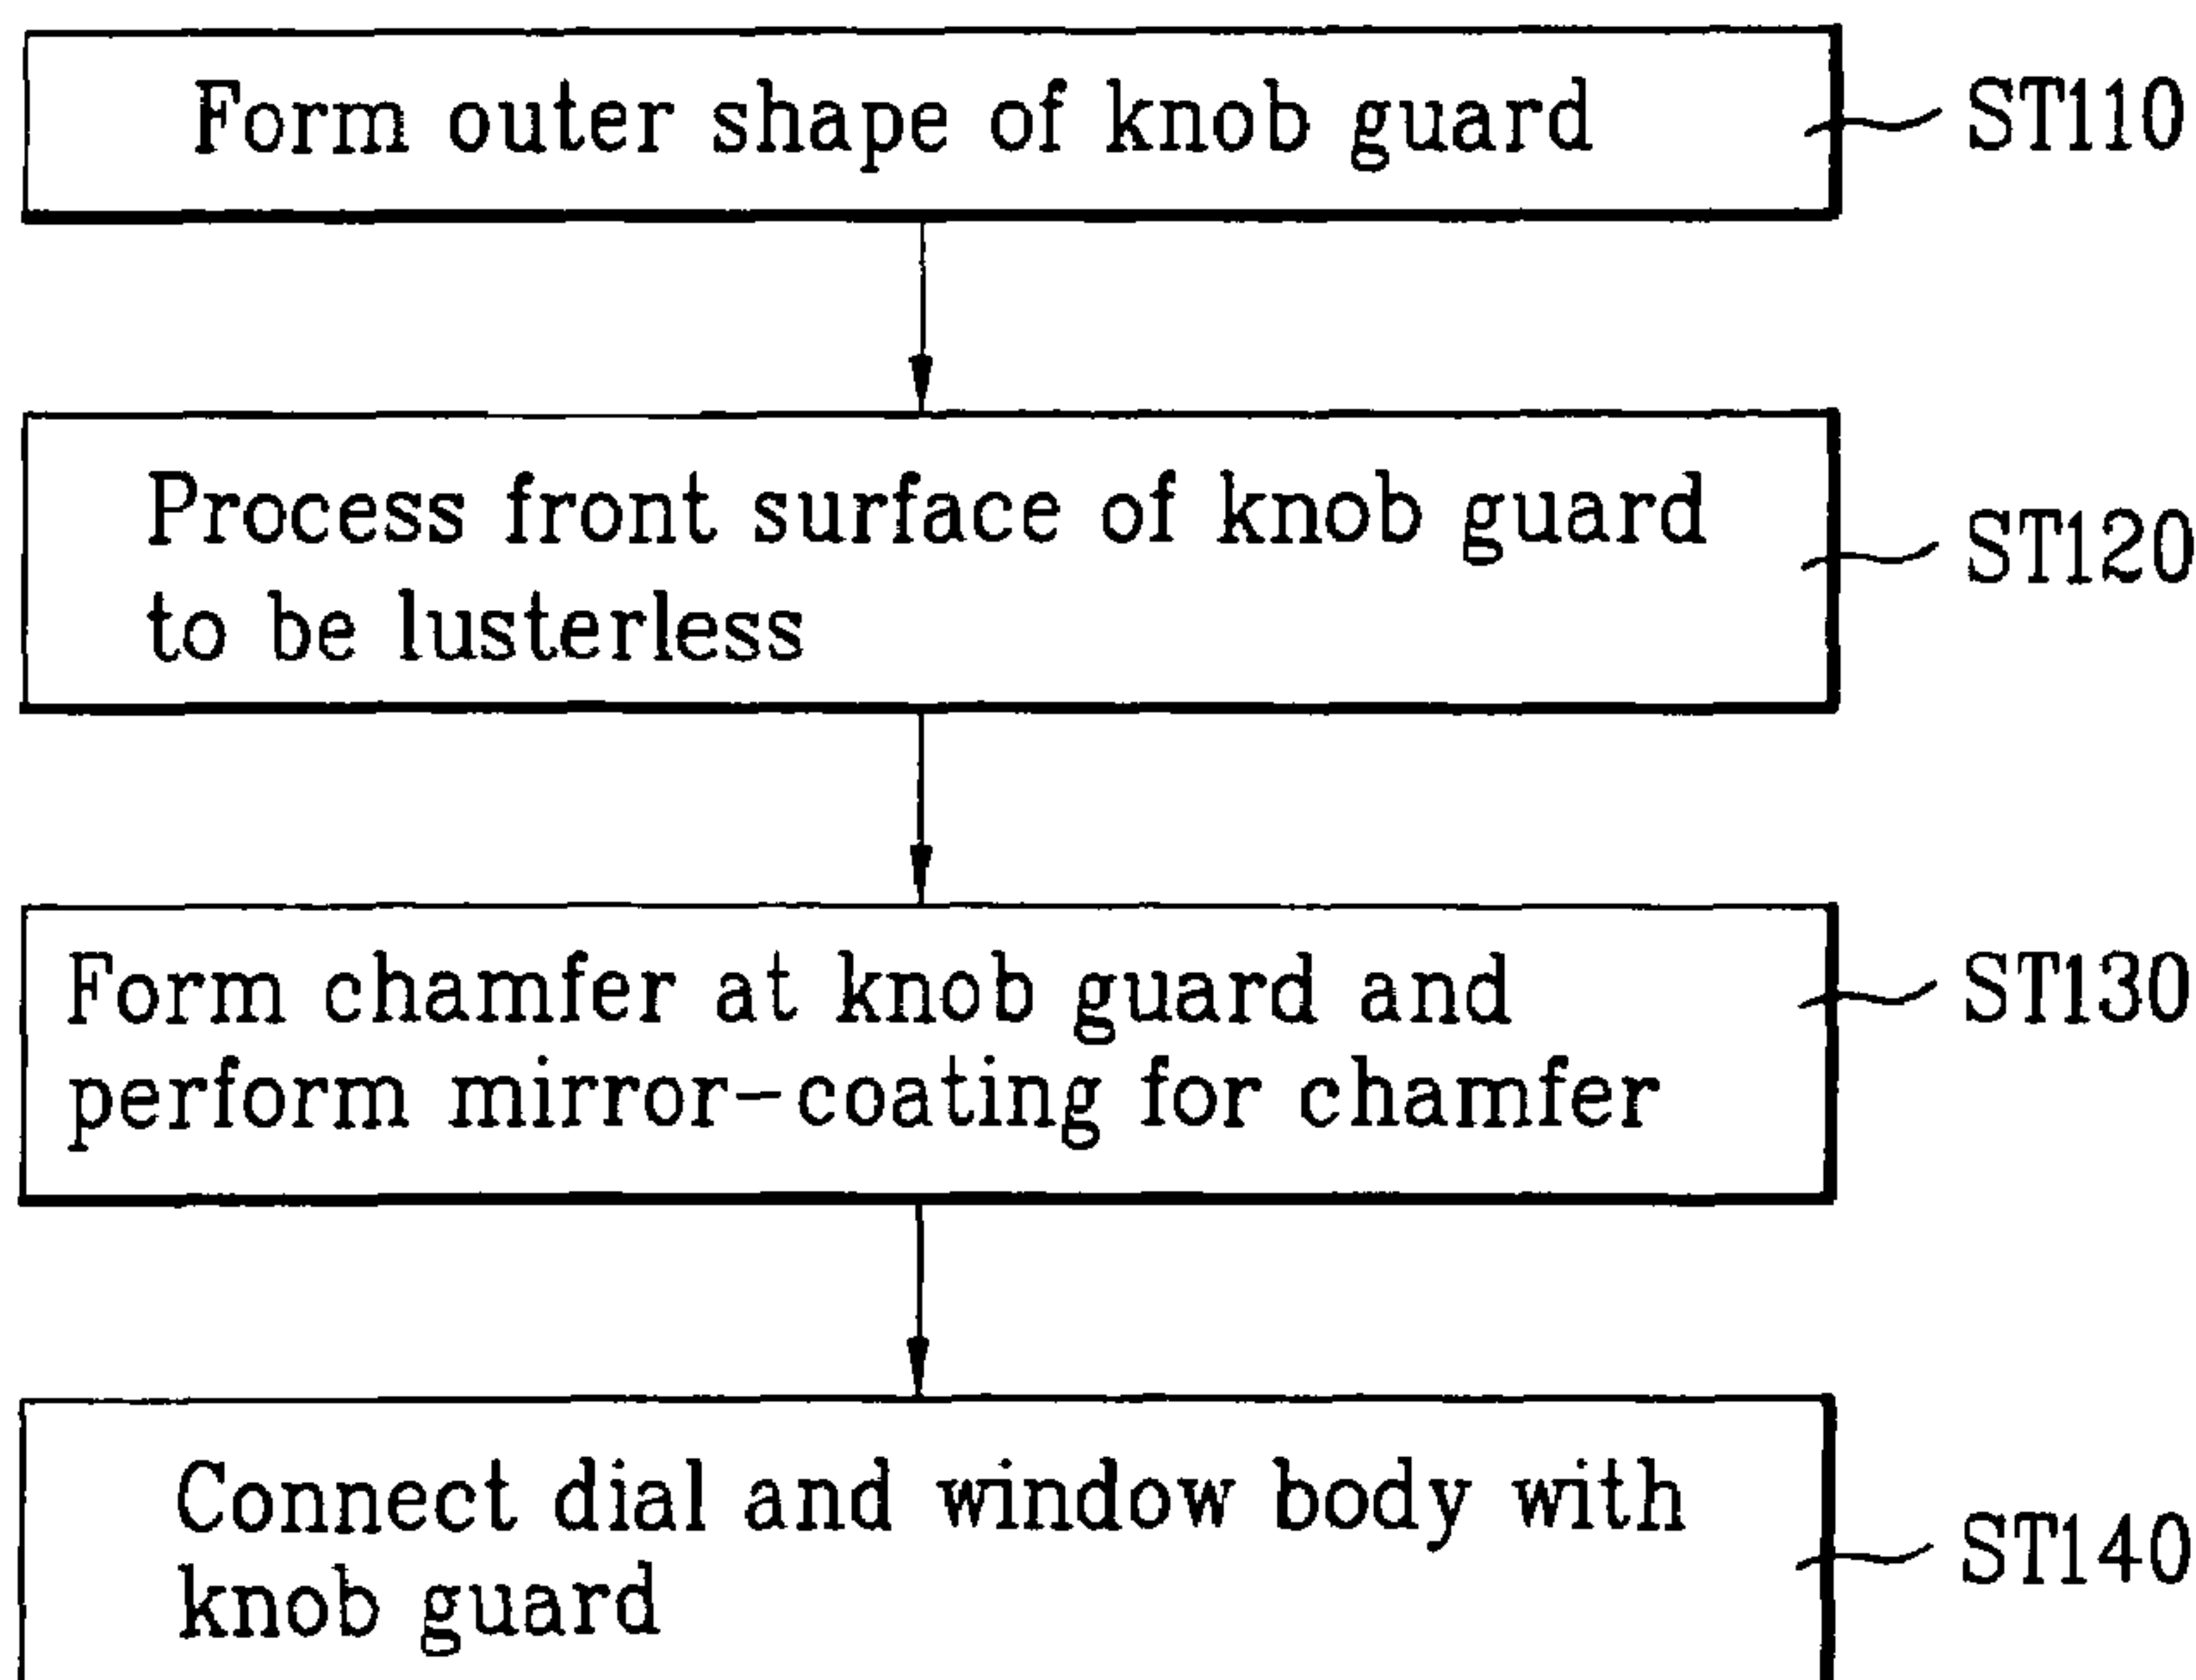 Form outer shape of knob guard
ST110
Process front surface of knob guard
to be lusterless
ST120
Form chamfer at knob guard and
perform mirror-coating for chamfer
ST130
Connect dial and window body with
knob guard
ST140